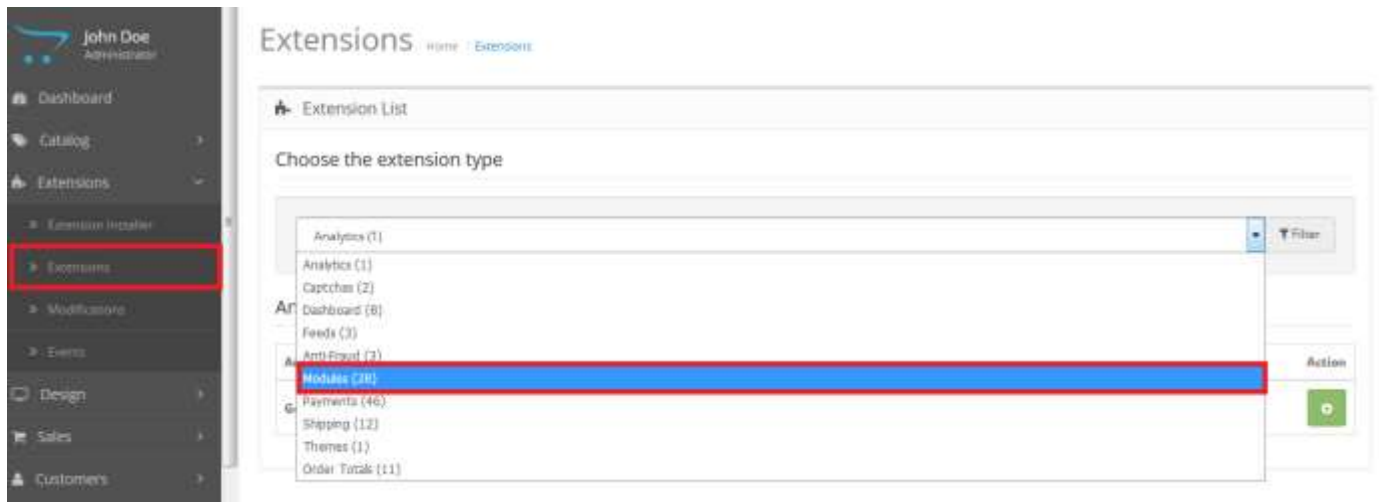 John Doe
Administrator
Dashboard
Catalog
Extensions
Extension Installer
Extensions
Modifications
Events
Design
Sales
Customers
Extensions
Home
Extensions
Extension List
Choose the extension type
Analytics (1)
Filter
Analytics (1)
Captchas (2)
Dashboard (8)
Feeds (3)
Anti-Fraud (3)
Modules (28)
Payments (46)
Shipping (12)
Themes (1)
Order Totals (11)
An
Action